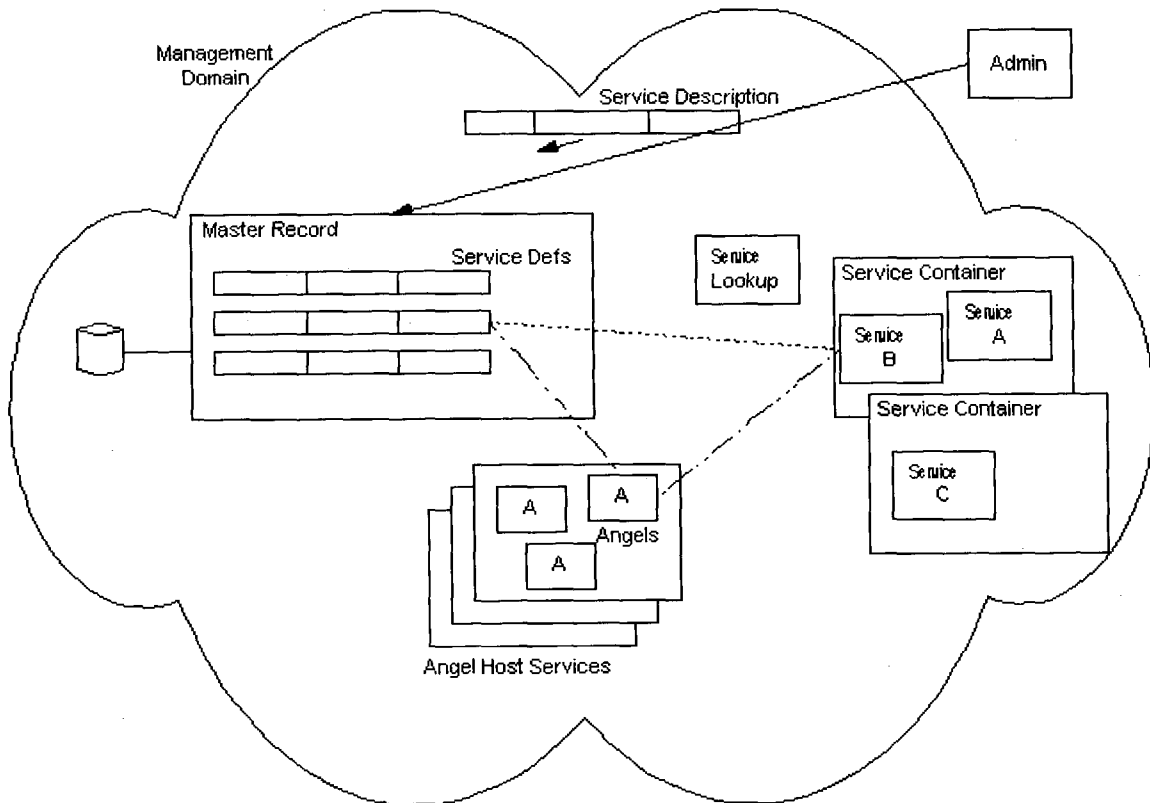 Management
Domain
Admin
Service Description
Master Record
Service Defs
Service
Lookup
Service Container
Service
A
Service
B
Service Container
Service
C
A
A
Angels
A
Angel Host Services